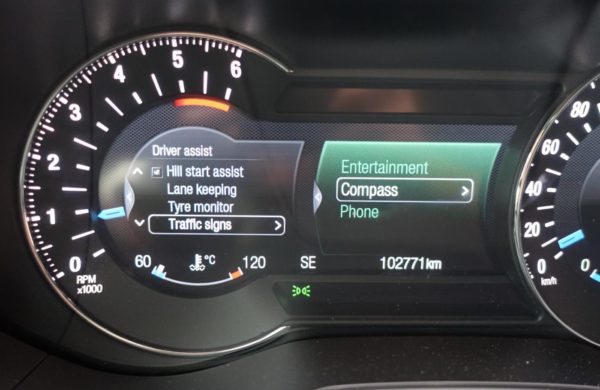 6
5
4
3
2
1
0
RPM
x1000
Driver assist
Hill start assist
Lane keeping
Tyre monitor
Traffic signs >
60 °C 120
Entertainment
Compass >
Phone
SE 102771km
80
60
40
20
0
km/h
0